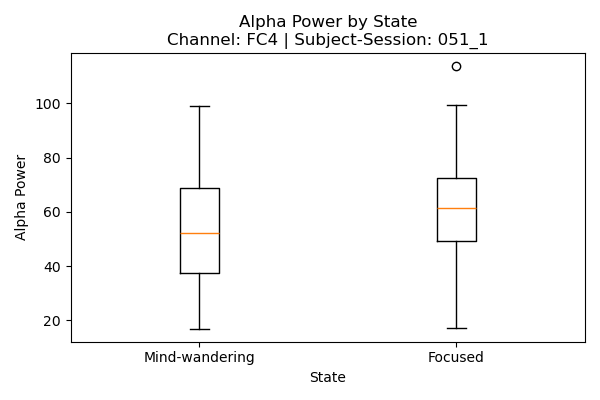 Alpha Power by State
Channel: FC4 | Subject-Session: 051_1
Alpha Power
100
80
60
40
20
Mind-wandering
Focused
State